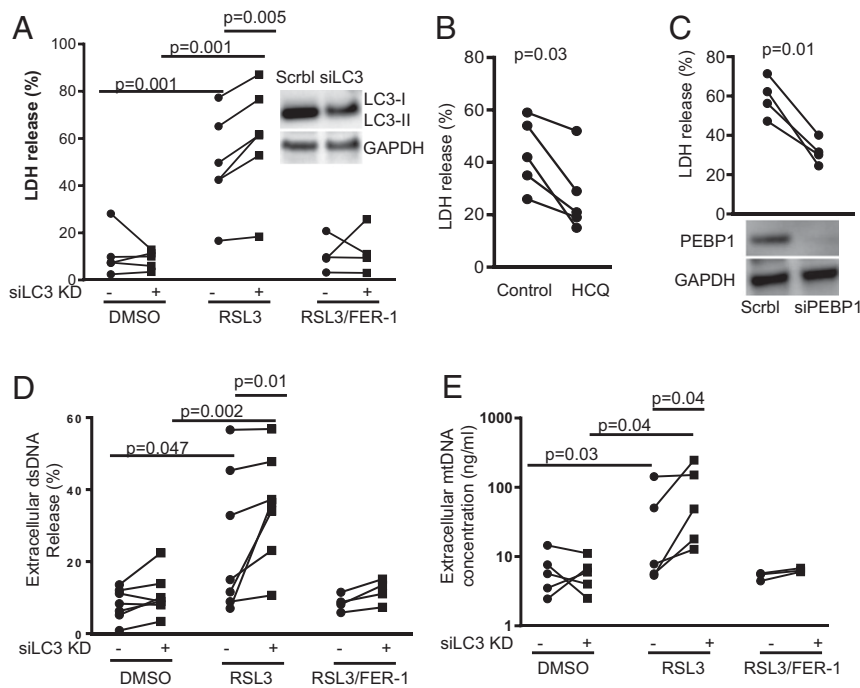 A
p=0.005
p=0.001
p=0.001
LDH release (%)
100
80
60
40
20
0
Scrbl siLC3
LC3-I
LC3-II
GAPDH
siLC3 KD - + - + - +
DMSO RSL3 RSL3/FER-1
B
p=0.03
LDH release (%)
80
60
40
20
0
Control HCQ
C
p=0.01
LDH release (%)
80
60
40
20
0
PEBP1
GAPDH
Scrbl siPEBP1
D
p=0.01
p=0.002
p=0.047
Extracellular dsDNA
Release (%)
60
40
20
0
siLC3 KD - + - + - +
DMSO RSL3 RSL3/FER-1
E
p=0.04
p=0.04
p=0.03
Extracellular mtDNA
concentration (ng/ml)
1000
100
10
1
siLC3 KD - + - + - +
DMSO RSL3 RSL3/FER-1